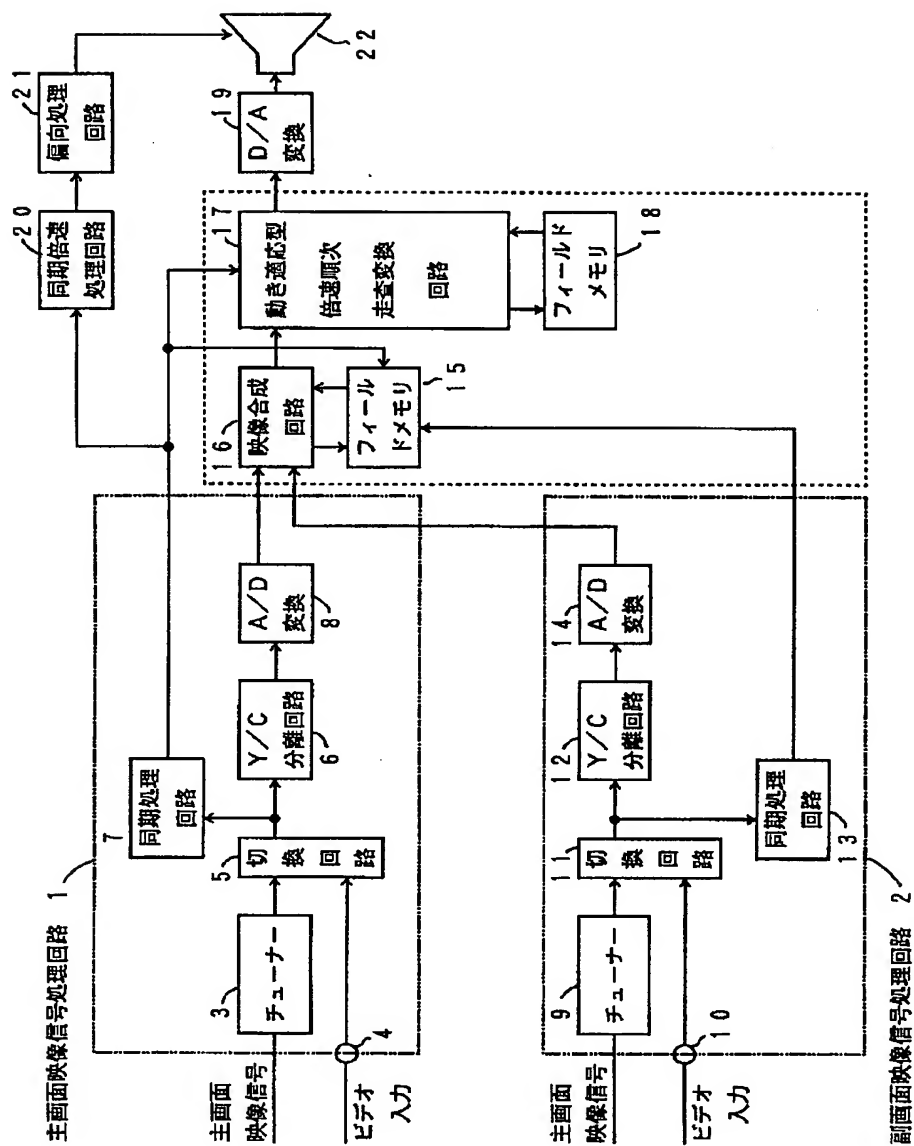 主画面映像信号処理回路 1
主画面
映像信号
ビデオ
入力
4
3
チューナー
5
切換回路
7
同期処理
回路
Y/C
分離回路
6
A/D
変換
8
16
映像合成
回路
フィール
ドメモリ
15
17
動き適応型
倍速順次
走査変換
回路
フィールド
メモリ
18
D/A
変換
19
20
同期倍速
処理回路
21
偏向処理
回路
22
主画面
映像信号
ビデオ
入力
10
9
チューナー
11
切換回路
12
Y/C
分離回路
14
A/D
変換
同期処理
回路
13
副画面映像信号処理回路 2